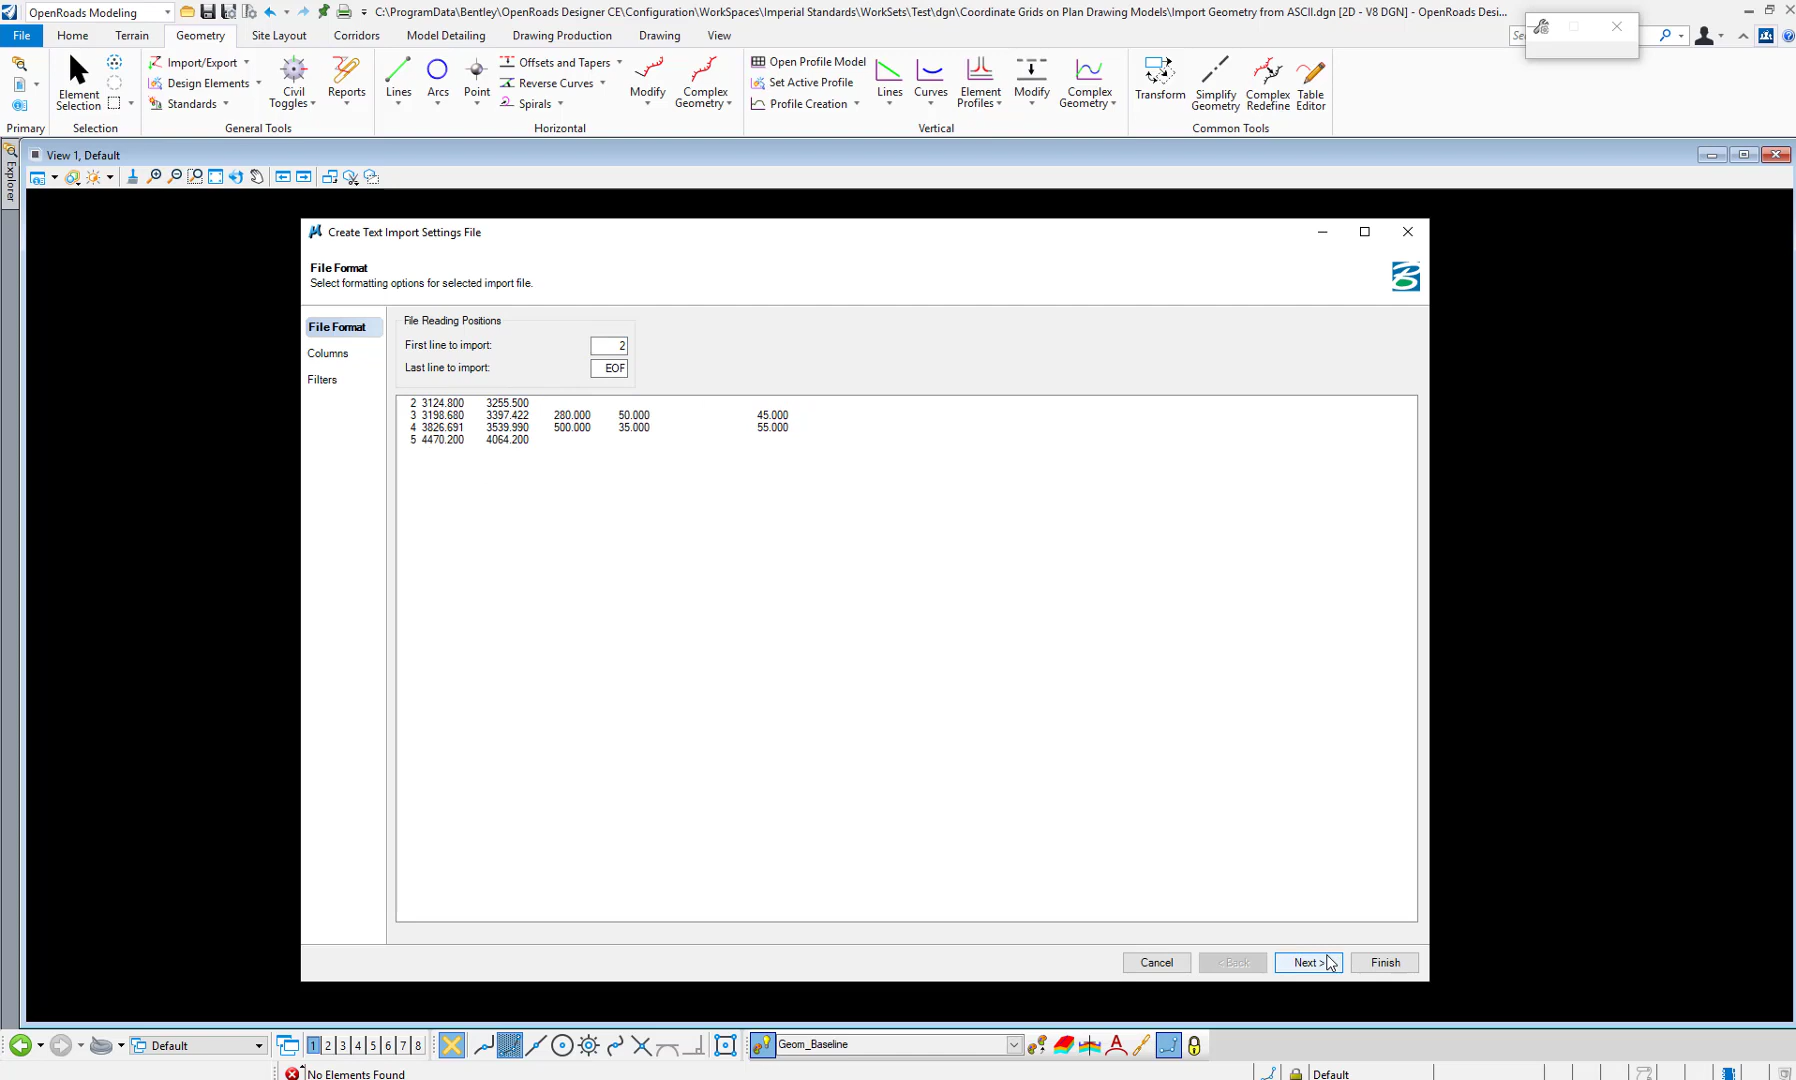 OpenRoads Modeling
C:\ProgramData\Bentley\OpenRoads Designer CE\Configuration\WorkSpaces\Imperial Standards\WorkSets\Test\dgn\Coordinate Grids on Plan Drawing Models\Import Geometry from ASCII.dgn [2D - V8 DGN] - OpenRoads Desi...
File Home Terrain Geometry Site Layout Corridors Model Detailing Drawing Production Drawing View
Import/Export Offsets and Tapers Open Profile Model
Design Elements Reverse Curves Set Active Profile
Standards Spirals Profile Creation
Element Selection
Civil Toggles
Reports
Lines Arcs Point
Modify
Complex Geometry
Lines Curves
Element Profiles
Modify
Complex Geometry
Transform
Simplify Geometry
Complex Redefine
Table Editor
Primary Selection General Tools Horizontal Vertical Common Tools
Explorer
View 1, Default
Create Text Import Settings File
File Format
Select formatting options for selected import file.
File Format
Columns
Filters
File Reading Positions
First line to import: 2
Last line to import: EOF
2 3124.800 3255.500
3 3198.680 3397.422 280.000 50.000 45.000
4 3826.691 3539.990 500.000 35.000 55.000
5 4470.200 4064.200
Cancel < Back Next > Finish
Default 1 2 3 4 5 6 7 8 Geom_Baseline
No Elements Found Default